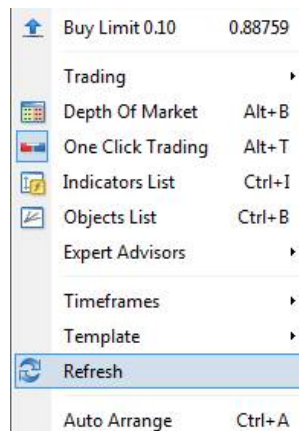 Buy Limit 0.10 0.88759
Trading
Depth Of Market Alt+B
One Click Trading Alt+T
Indicators List Ctrl+I
Objects List Ctrl+B
Expert Advisors
Timeframes
Template
Refresh
Auto Arrange Ctrl+A